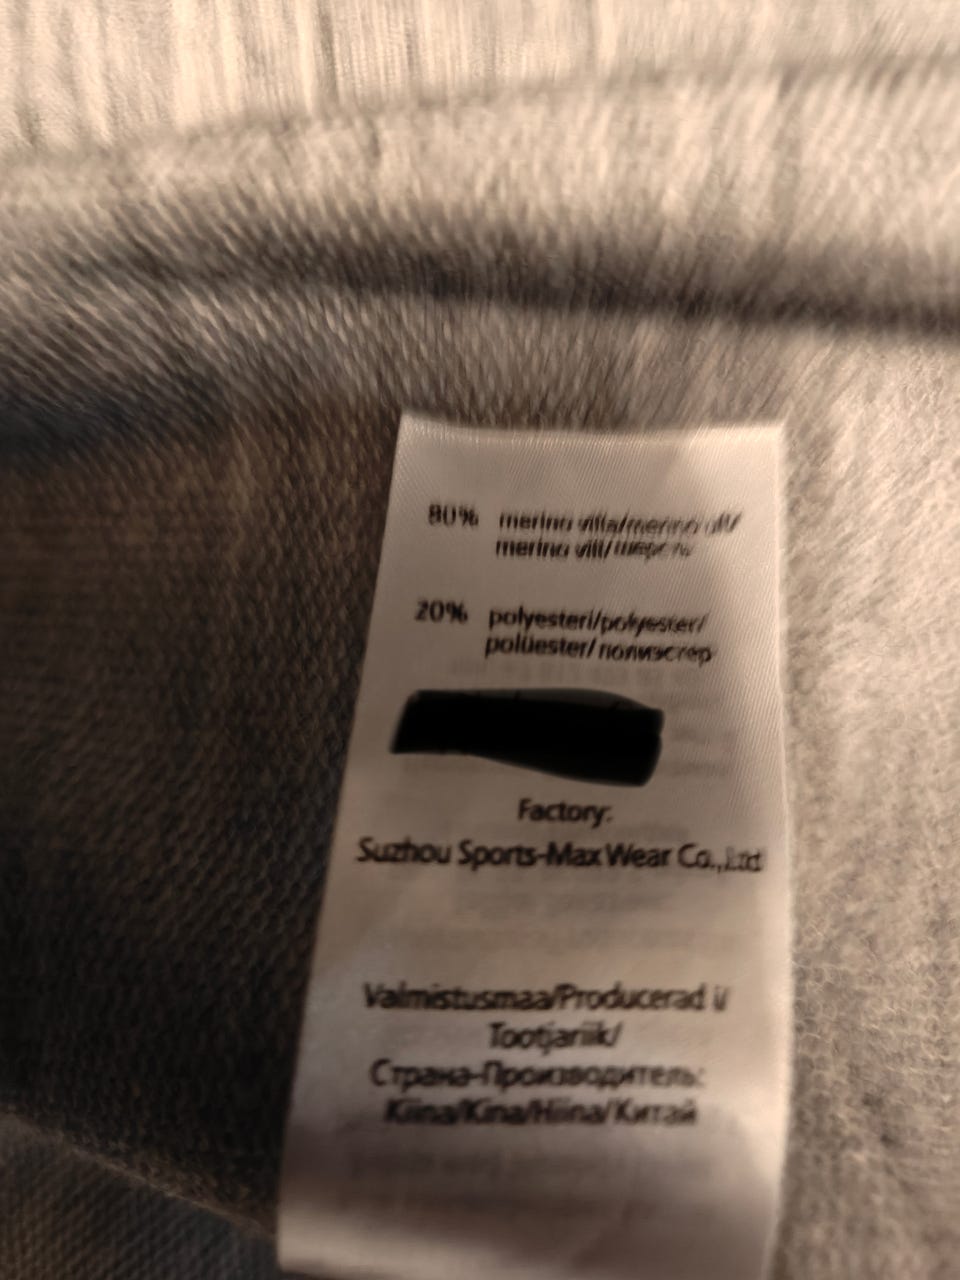 80% merino villa/merino ull/
merino vill/шерсть
20% polyesteri/polyester/
polüester/полиэстер
Factory:
Suzhou Sports-Max Wear Co.,Ltd
Valmistusmaa/Producerad i/
Tootjariik/
Страна-Производитель:
Kiina/Kina/Hiina/Китай